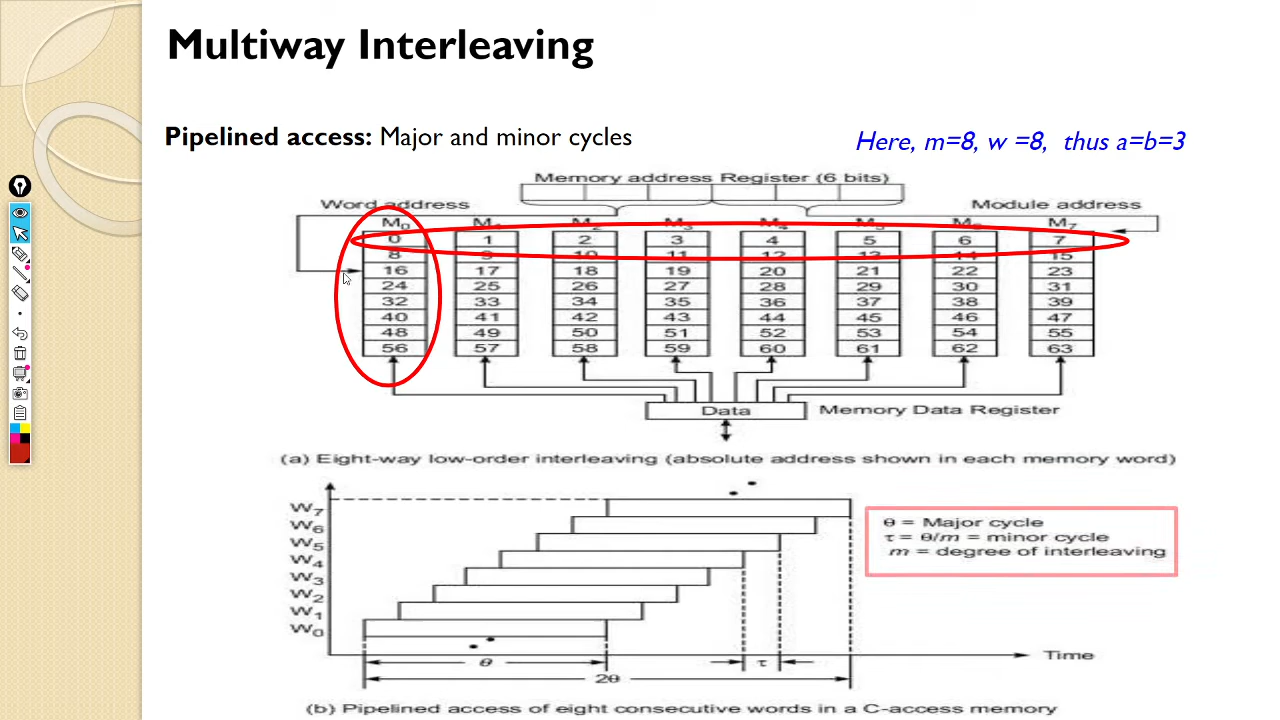 Multiway Interleaving
Pipelined access: Major and minor cycles
Here, m=8, w =8, thus a=b=3
Memory address Register (6 bits)
Word address
Module address
M0 M1 M2 M3 M4 M5 M6 M7
0 1 2 3 4 5 6 7
8 9 10 11 12 13 14 15
16 17 18 19 20 21 22 23
24 25 26 27 28 29 30 31
32 33 34 35 36 37 38 39
40 41 42 43 44 45 46 47
48 49 50 51 52 53 54 55
56 57 58 59 60 61 62 63
Data
Memory Data Register
(a) Eight-way low-order interleaving (absolute address shown in each memory word)
W7
W6
W5
W4
W3
W2
W1
W0
θ = Major cycle
τ = θ/m = minor cycle
m = degree of interleaving
Time
θ
τ
2θ
(b) Pipelined access of eight consecutive words in a C-access memory